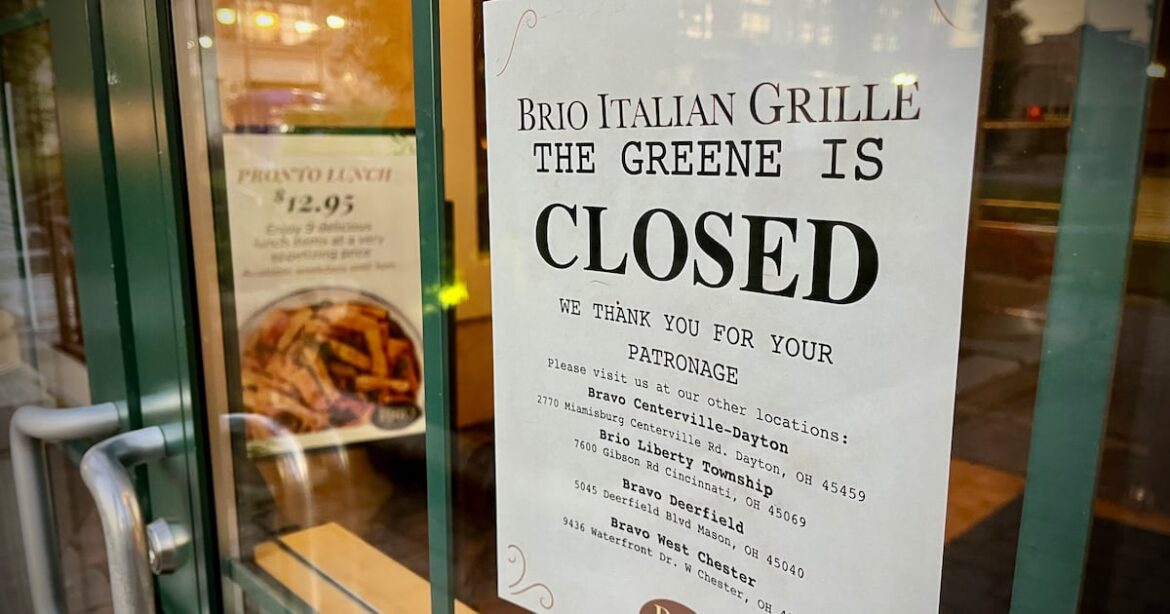 PRONTO LUNCH
$12.95
Enjoy 9 delicious
lunch items at a very
appetizing price
BRIO ITALIAN GRILLE
THE GREENE IS
CLOSED
WE THANK YOU FOR YOUR
PATRONAGE
Please visit us at our other locations:
Bravo Centerville-Dayton
2770 Miamisburg Centerville Rd. Dayton, OH 45459
Brio Liberty Township
7600 Gibson Rd Cincinnati, OH 45069
Bravo Deerfield
5045 Deerfield Blvd Mason, OH 45040
Bravo West Chester
9436 Waterfront Dr. W Chester, OH